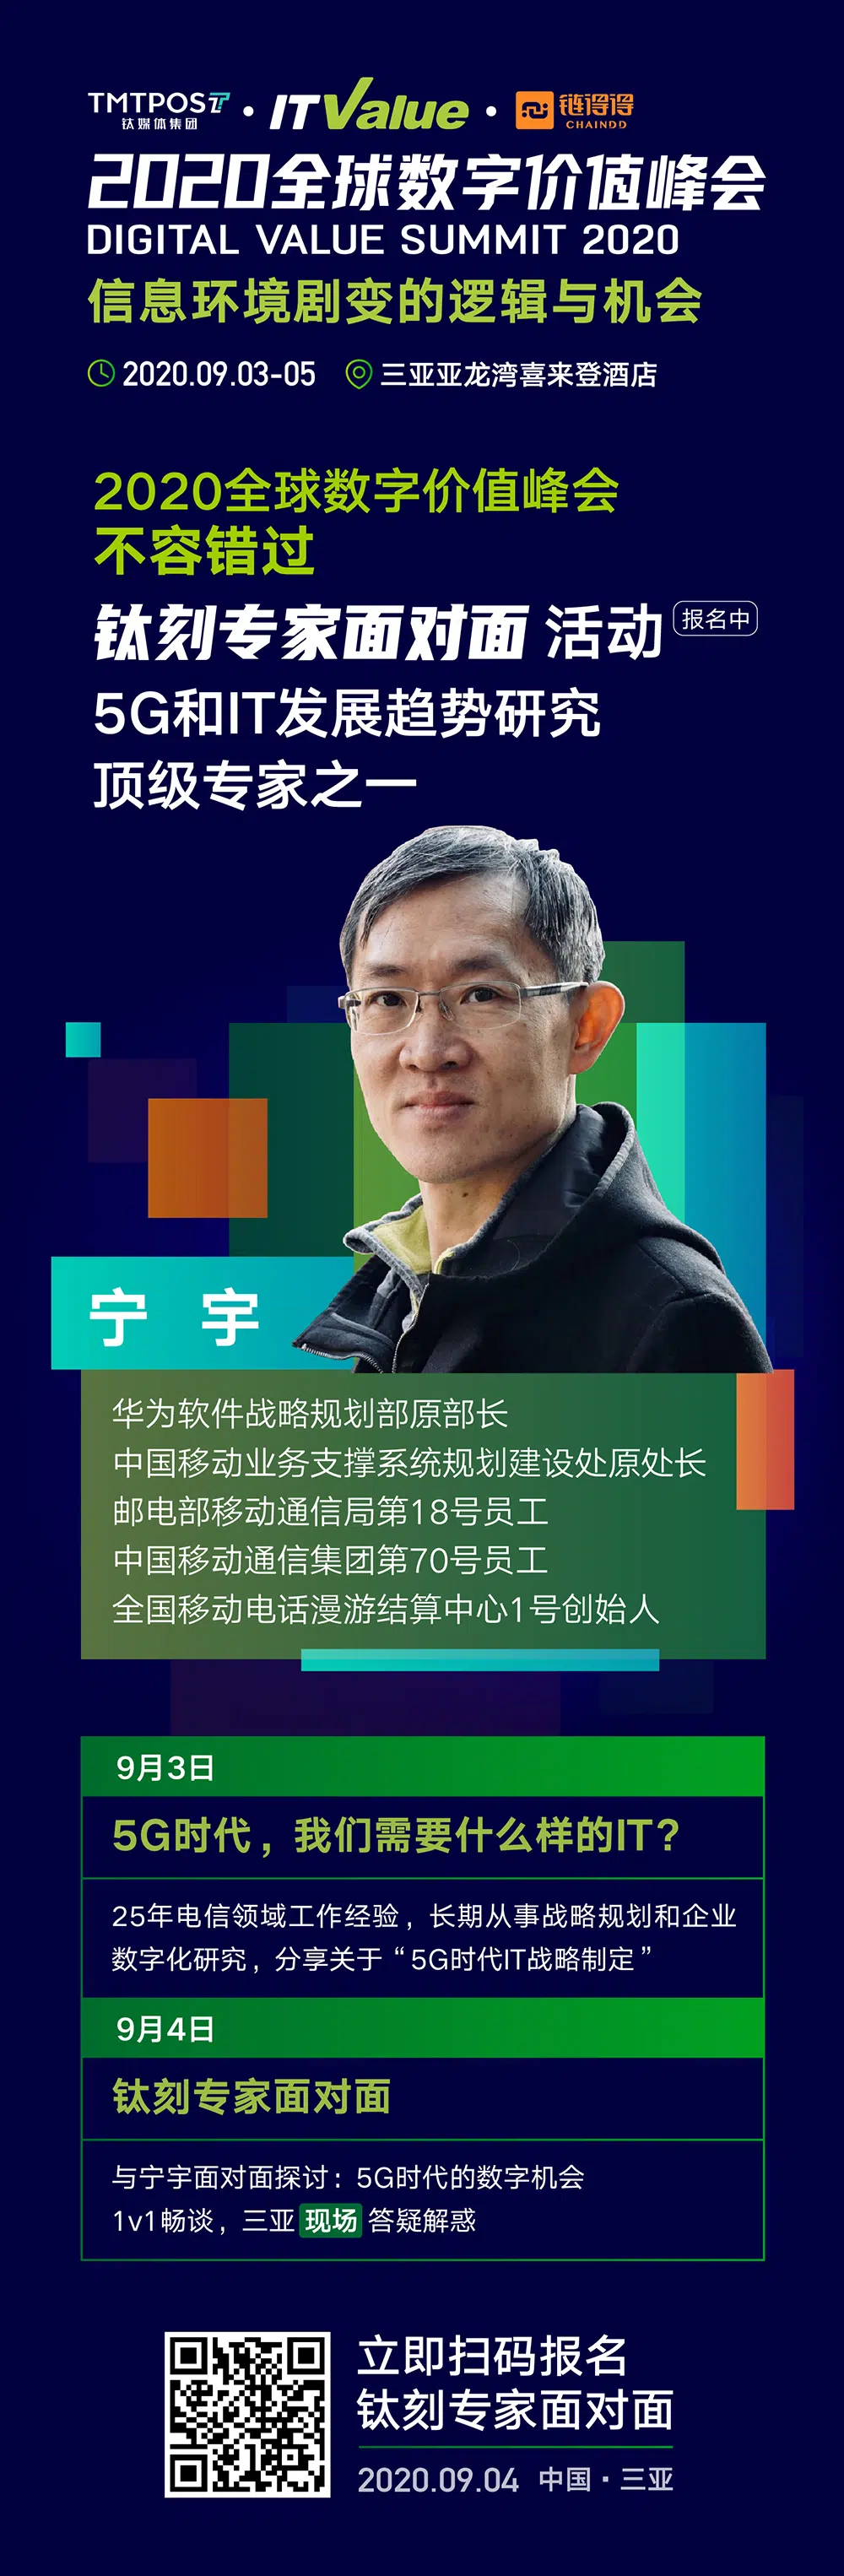 TMTPOST · ITValue · 链得得
钛媒体集团 CHAINDD
2020全球数字价值峰会
DIGITAL VALUE SUMMIT 2020
信息环境剧变的逻辑与机会
2020.09.03-05 三亚亚龙湾喜来登酒店
2020全球数字价值峰会
不容错过
钛刻专家面对面 活动 报名中
5G和IT发展趋势研究
顶级专家之一
宁 宇
华为软件战略规划部原部长
中国移动业务支撑系统规划建设处原处长
邮电部移动通信局第18号员工
中国移动通信集团第70号员工
全国移动电话漫游结算中心1号创始人
9月3日
5G时代，我们需要什么样的IT？
25年电信领域工作经验，长期从事战略规划和企业
数字化研究，分享关于“5G时代IT战略制定”
9月4日
钛刻专家面对面
与宁宇面对面探讨：5G时代的数字机会
1v1畅谈，三亚 现场 答疑解惑
立即扫码报名
钛刻专家面对面
2020.09.04 中国·三亚